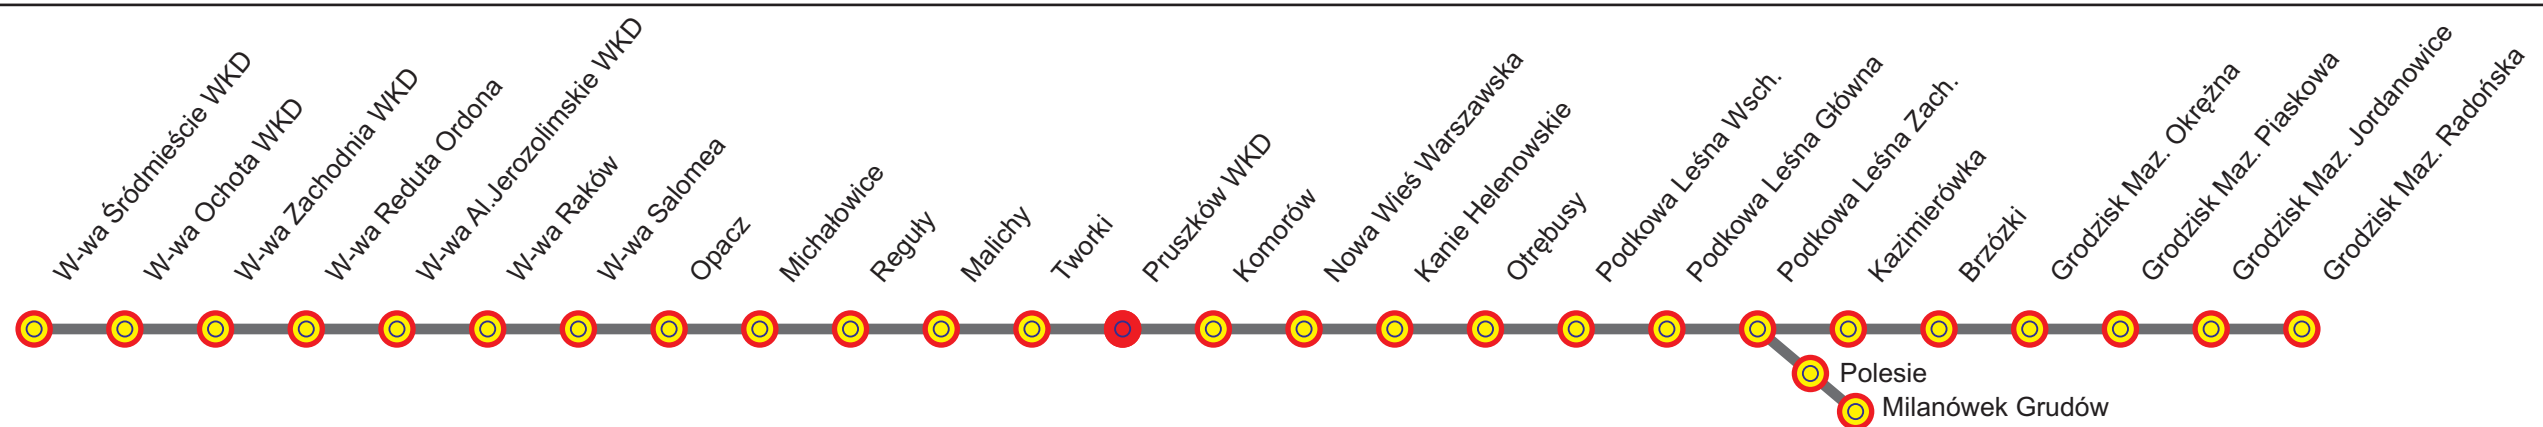 W-wa Śródmieście WKD
W-wa Ochota WKD
W-wa Zachodnia WKD
W-wa Reduta Ordona
W-wa Al.Jerozolimskie WKD
W-wa Raków
W-wa Salomea
Opacz
Michałowice
Reguły
Malichy
Tworki
Pruszków WKD
Komorów
Nowa Wieś Warszawska
Kanie Helenowskie
Otrębusy
Podkowa Leśna Wsch.
Podkowa Leśna Główna
Podkowa Leśna Zach.
Kazimierówka
Brzózki
Grodzisk Maz. Okrężna
Grodzisk Maz. Piaskowa
Grodzisk Maz. Jordanowice
Grodzisk Maz. Radońska
Polesie
Milanówek Grudów